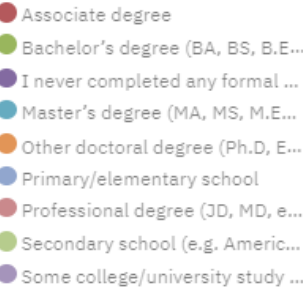 Associate degree
Bachelor's degree (BA, BS, B.E...
I never completed any formal ...
Master's degree (MA, MS, M.E...
Other doctoral degree (Ph.D, E...
Primary/elementary school
Professional degree (JD, MD, e...
Secondary school (e.g. Americ...
Some college/university study ...